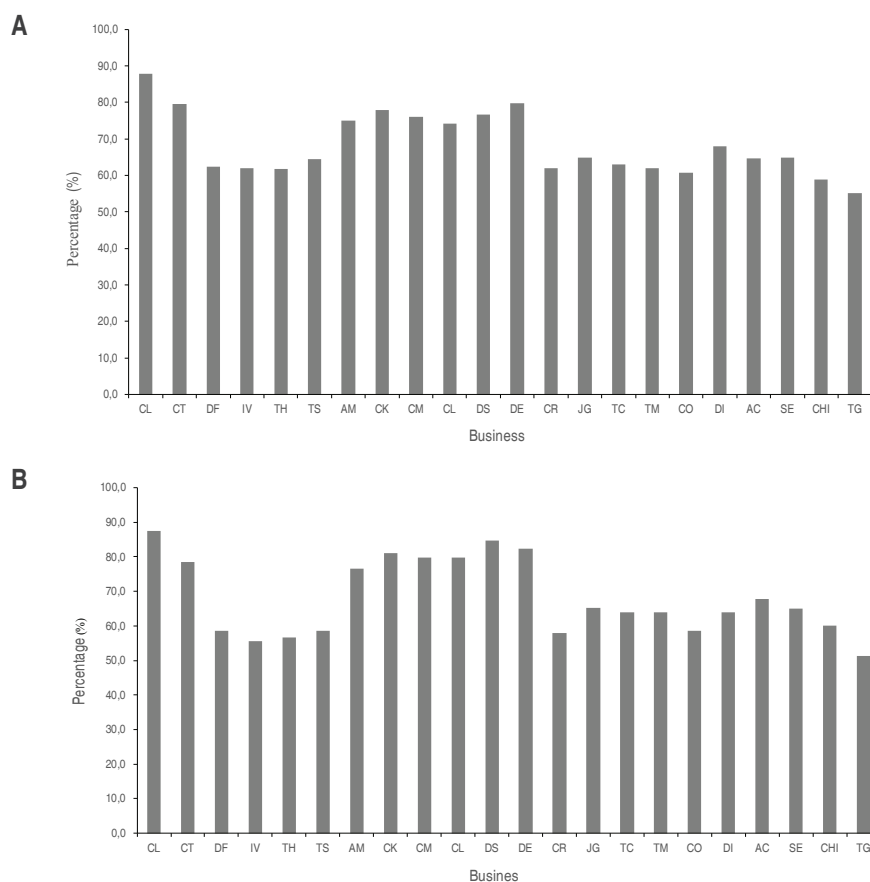 A
Percentage (%)
100,0
90,0
80,0
70,0
60,0
50,0
40,0
30,0
20,0
10,0
0,0
CL CT DF IV TH TS AM CK CM CL DS DE CR JG TC TM CO DI AC SE CHI TG
Business
B
Percentage (%)
100,0
90,0
80,0
70,0
60,0
50,0
40,0
30,0
20,0
10,0
0,0
CL CT DF IV TH TS AM CK CM CL DS DE CR JG TC TM CO DI AC SE CHI TG
Busines